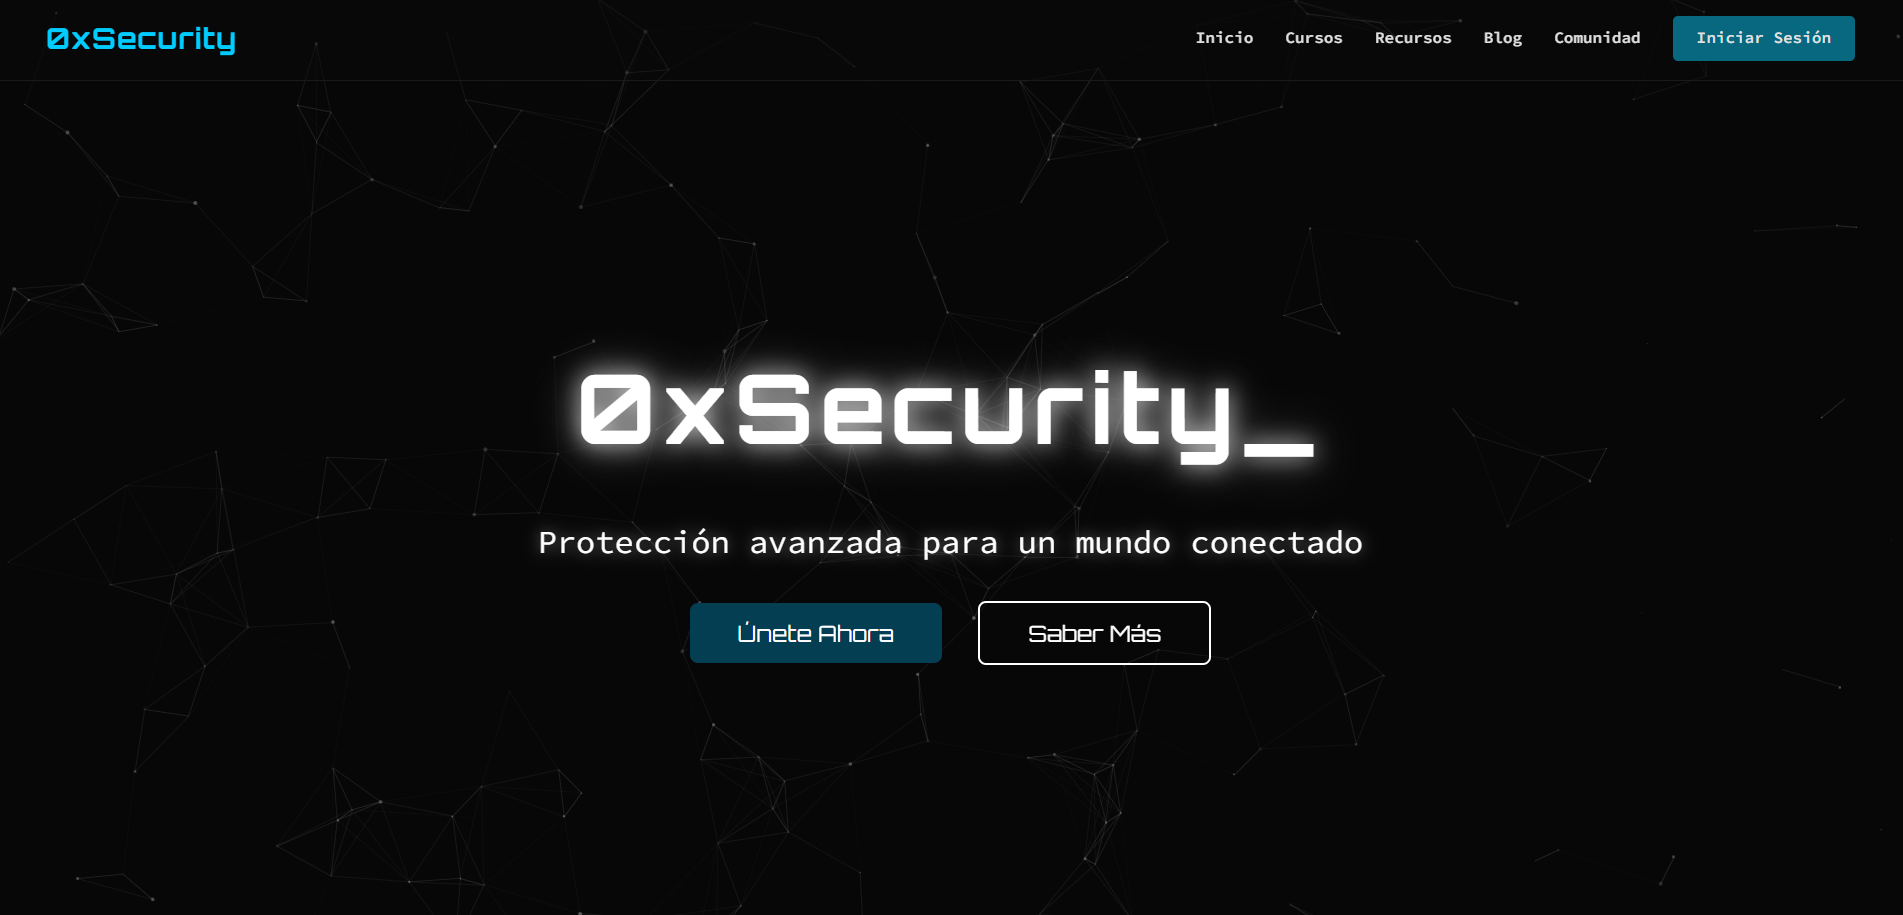 0xSecurity
Inicio Cursos Recursos Blog Comunidad Iniciar Sesión
0xSecurity_
Protección avanzada para un mundo conectado
Únete Ahora
Saber Más